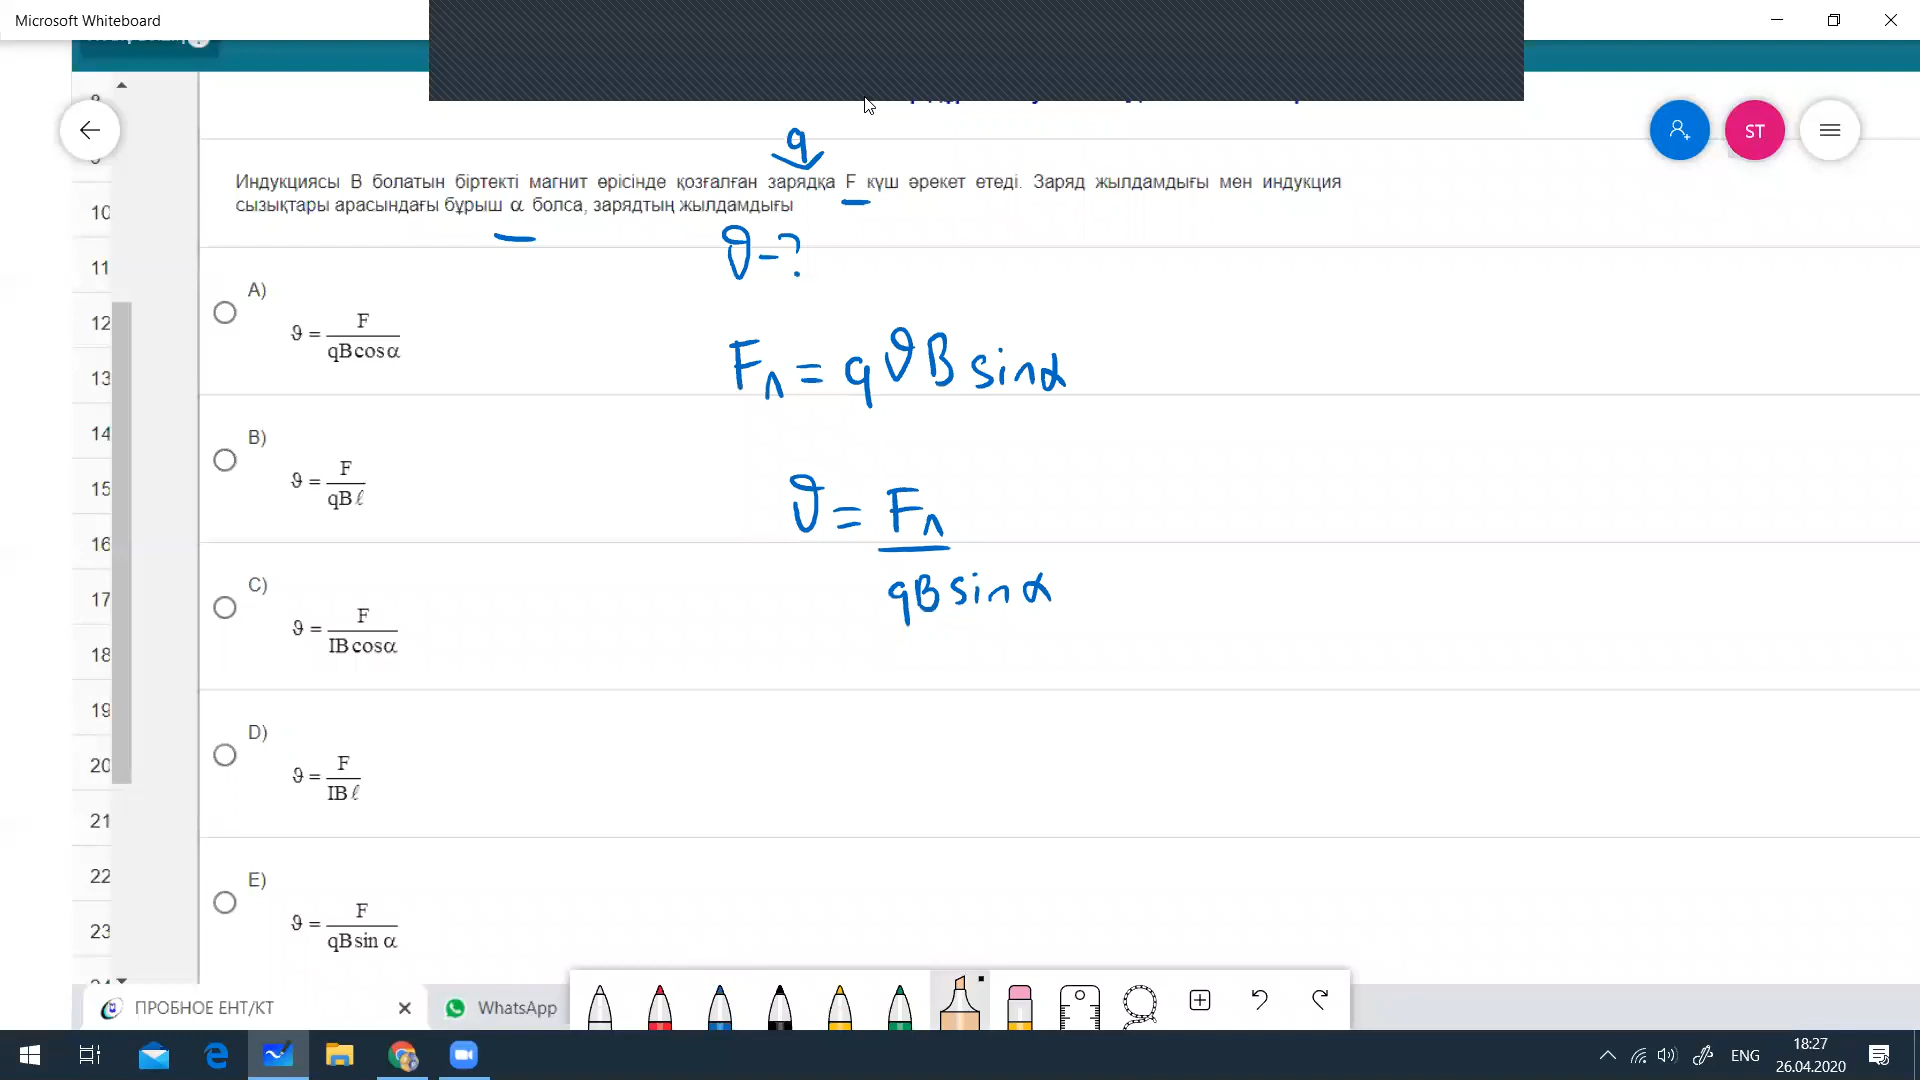 Microsoft Whiteboard
ST
q
Индукциясы В болатын біртекті магнит өрісінде қозғалған зарядқа F күш әрекет етеді. Заряд жылдамдығы мен индукция
сызықтары арасындағы бұрыш α болса, зарядтың жылдамдығы
ϑ-?
10
11
12
13
14
15
16
17
18
19
20
21
22
23
A)
ϑ = F / qBcosα
Fл = qϑB sinα
B)
ϑ = F / qBℓ
ϑ = Fл / qB sinα
C)
ϑ = F / IBcosα
D)
ϑ = F / IBℓ
E)
ϑ = F / qBsin α
ПРОБНОЕ ЕНТ/КТ
WhatsApp
ENG
18:27
26.04.2020